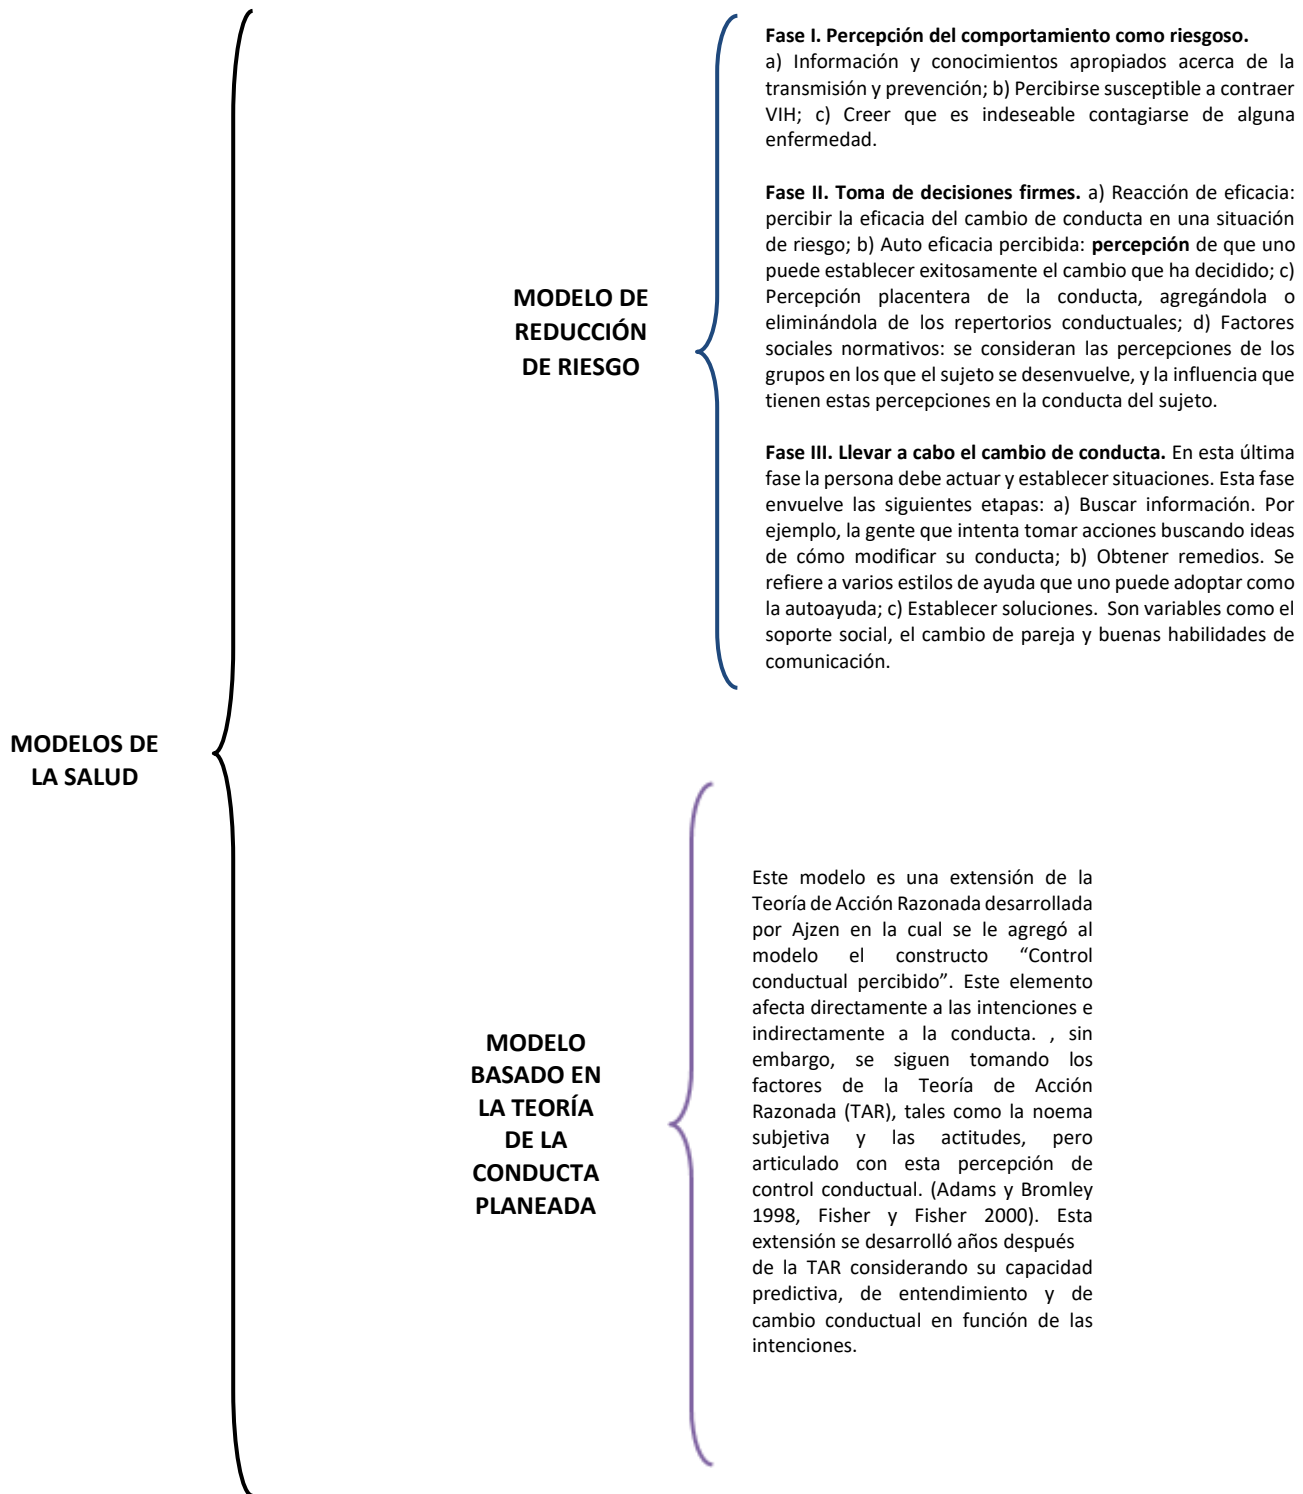 MODELOS DE
LA SALUD
MODELO DE
REDUCCIÓN
DE RIESGO
Fase I. Percepción del comportamiento como riesgoso.
a) Información y conocimientos apropiados acerca de la
transmisión y prevención; b) Percibirse susceptible a contraer
VIH; c) Creer que es indeseable contagiarse de alguna
enfermedad.
Fase II. Toma de decisiones firmes. a) Reacción de eficacia:
percibir la eficacia del cambio de conducta en una situación
de riesgo; b) Auto eficacia percibida: percepción de que uno
puede establecer exitosamente el cambio que ha decidido; c)
Percepción placentera de la conducta, agregándola o
eliminándola de los repertorios conductuales; d) Factores
sociales normativos: se consideran las percepciones de los
grupos en los que el sujeto se desenvuelve, y la influencia que
tienen estas percepciones en la conducta del sujeto.
Fase III. Llevar a cabo el cambio de conducta. En esta última
fase la persona debe actuar y establecer situaciones. Esta fase
envuelve las siguientes etapas: a) Buscar información. Por
ejemplo, la gente que intenta tomar acciones buscando ideas
de cómo modificar su conducta; b) Obtener remedios. Se
refiere a varios estilos de ayuda que uno puede adoptar como
la autoayuda; c) Establecer soluciones. Son variables como el
soporte social, el cambio de pareja y buenas habilidades de
comunicación.
MODELO
BASADO EN
LA TEORÍA
DE LA
CONDUCTA
PLANEADA
Este modelo es una extensión de la
Teoría de Acción Razonada desarrollada
por Ajzen en la cual se le agregó al
modelo el constructo “Control
conductual percibido”. Este elemento
afecta directamente a las intenciones e
indirectamente a la conducta. , sin
embargo, se siguen tomando los
factores de la Teoría de Acción
Razonada (TAR), tales como la noema
subjetiva y las actitudes, pero
articulado con esta percepción de
control conductual. (Adams y Bromley
1998, Fisher y Fisher 2000). Esta
extensión se desarrolló años después
de la TAR considerando su capacidad
predictiva, de entendimiento y de
cambio conductual en función de las
intenciones.